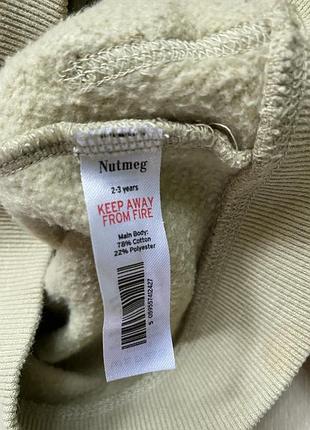 Nutmeg
2-3 years
KEEP AWAY
FROM FIRE
Main Body:
78% Cotton
22% Polyester